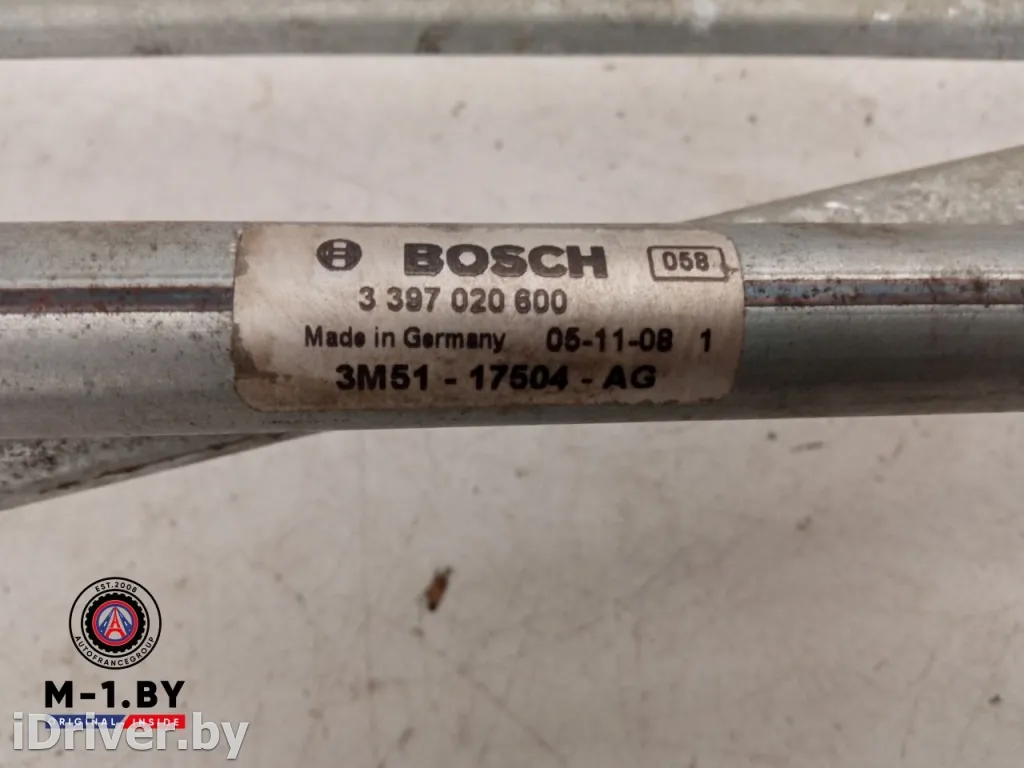 BOSCH 058
3 397 020 600
Made in Germany 05-11-08 1
3M51 - 17504 - AG
EST.2008
AUTOFRANCEGROUP
M-1.BY
ORIGINAL INSIDE
iDriver.by